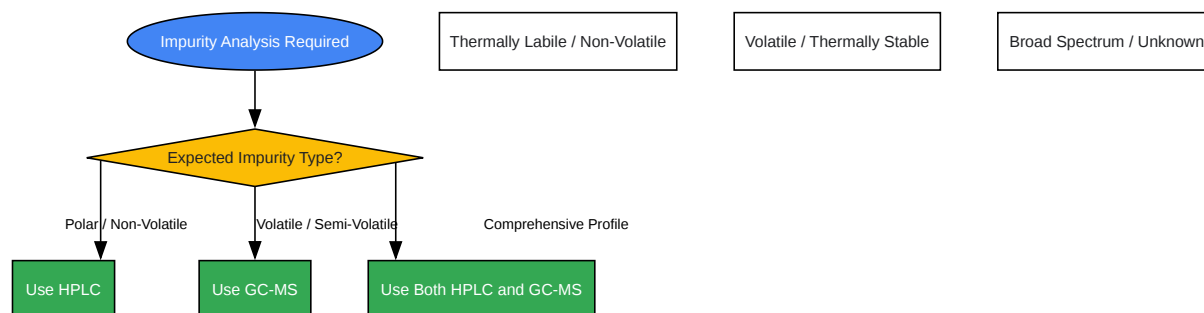 Impurity Analysis Required
Thermally Labile / Non-Volatile
Volatile / Thermally Stable
Broad Spectrum / Unknown
Expected Impurity Type?
Polar / Non-Volatile
Volatile / Semi-Volatile
Comprehensive Profile
Use HPLC
Use GC-MS
Use Both HPLC and GC-MS